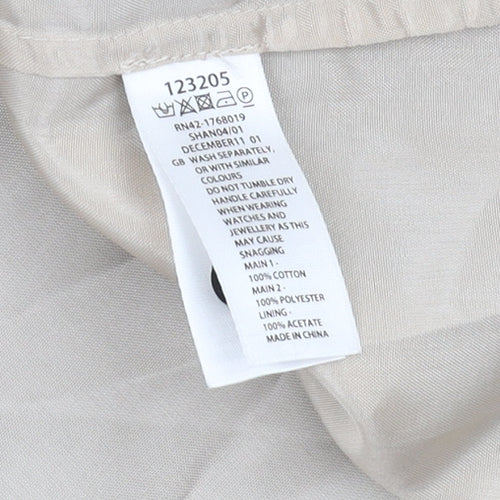 123205
RN42-1768019
SHAN04/01
DECEMBER11 01
GB WASH SEPARATELY,
OR WITH SIMILAR
COLOURS
DO NOT TUMBLE DRY
HANDLE CAREFULLY
WHEN WEARING
WATCHES AND
JEWELLERY AS THIS
MAY CAUSE
SNAGGING
MAIN 1 -
100% COTTON
MAIN 2 -
100% POLYESTER
LINING -
100% ACETATE
MADE IN CHINA